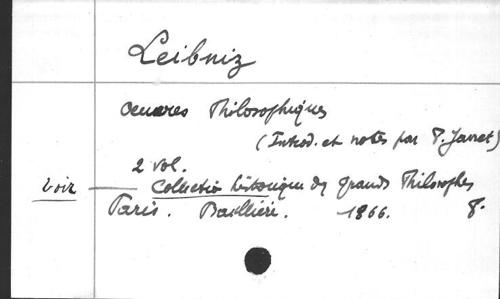 Leibniz
Oeuvres Philosophiques
(Introd. et notes par P. Janet)
2 vol.
voir — Collection historique des grands Philosophes
Paris. Baillière. 1866. 8.